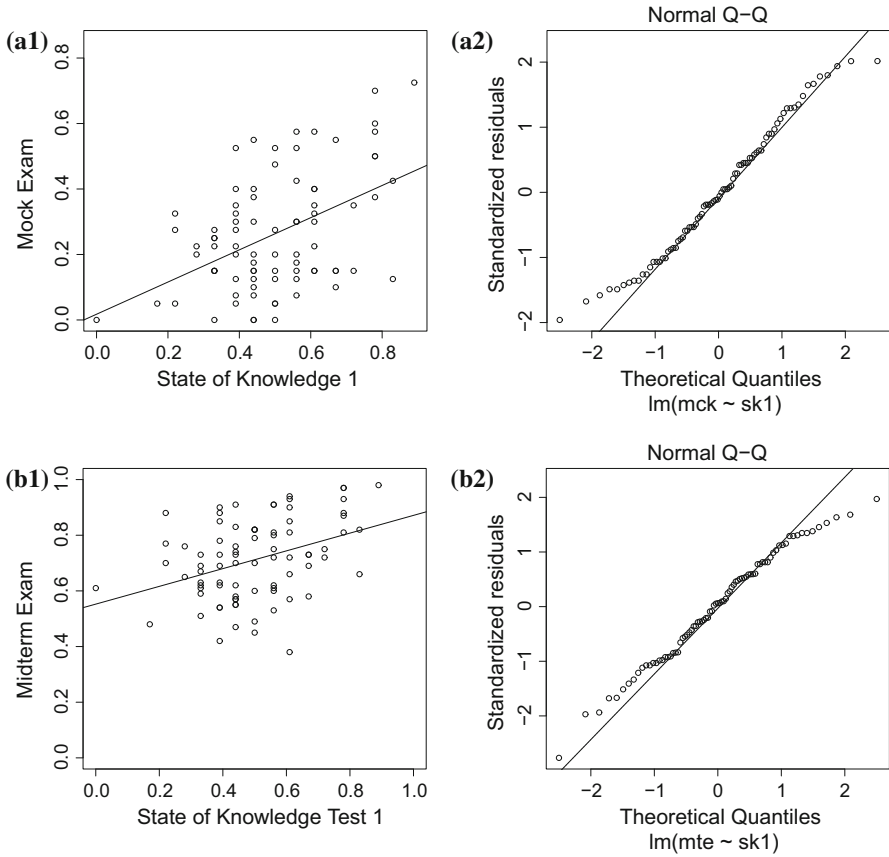 (a1)
0.8
0.6
0.4
0.2
0.0
Mock Exam
0.0 0.2 0.4 0.6 0.8
State of Knowledge 1
(a2)
Normal Q−Q
2
1
0
−1
−2
Standardized residuals
−2 −1 0 1 2
Theoretical Quantiles
lm(mck ~ sk1)
(b1)
1.0
0.8
0.6
0.4
0.2
0.0
Midterm Exam
0.0 0.2 0.4 0.6 0.8 1.0
State of Knowledge Test 1
(b2)
Normal Q−Q
2
1
0
−1
−2
Standardized residuals
−2 −1 0 1 2
Theoretical Quantiles
lm(mte ~ sk1)